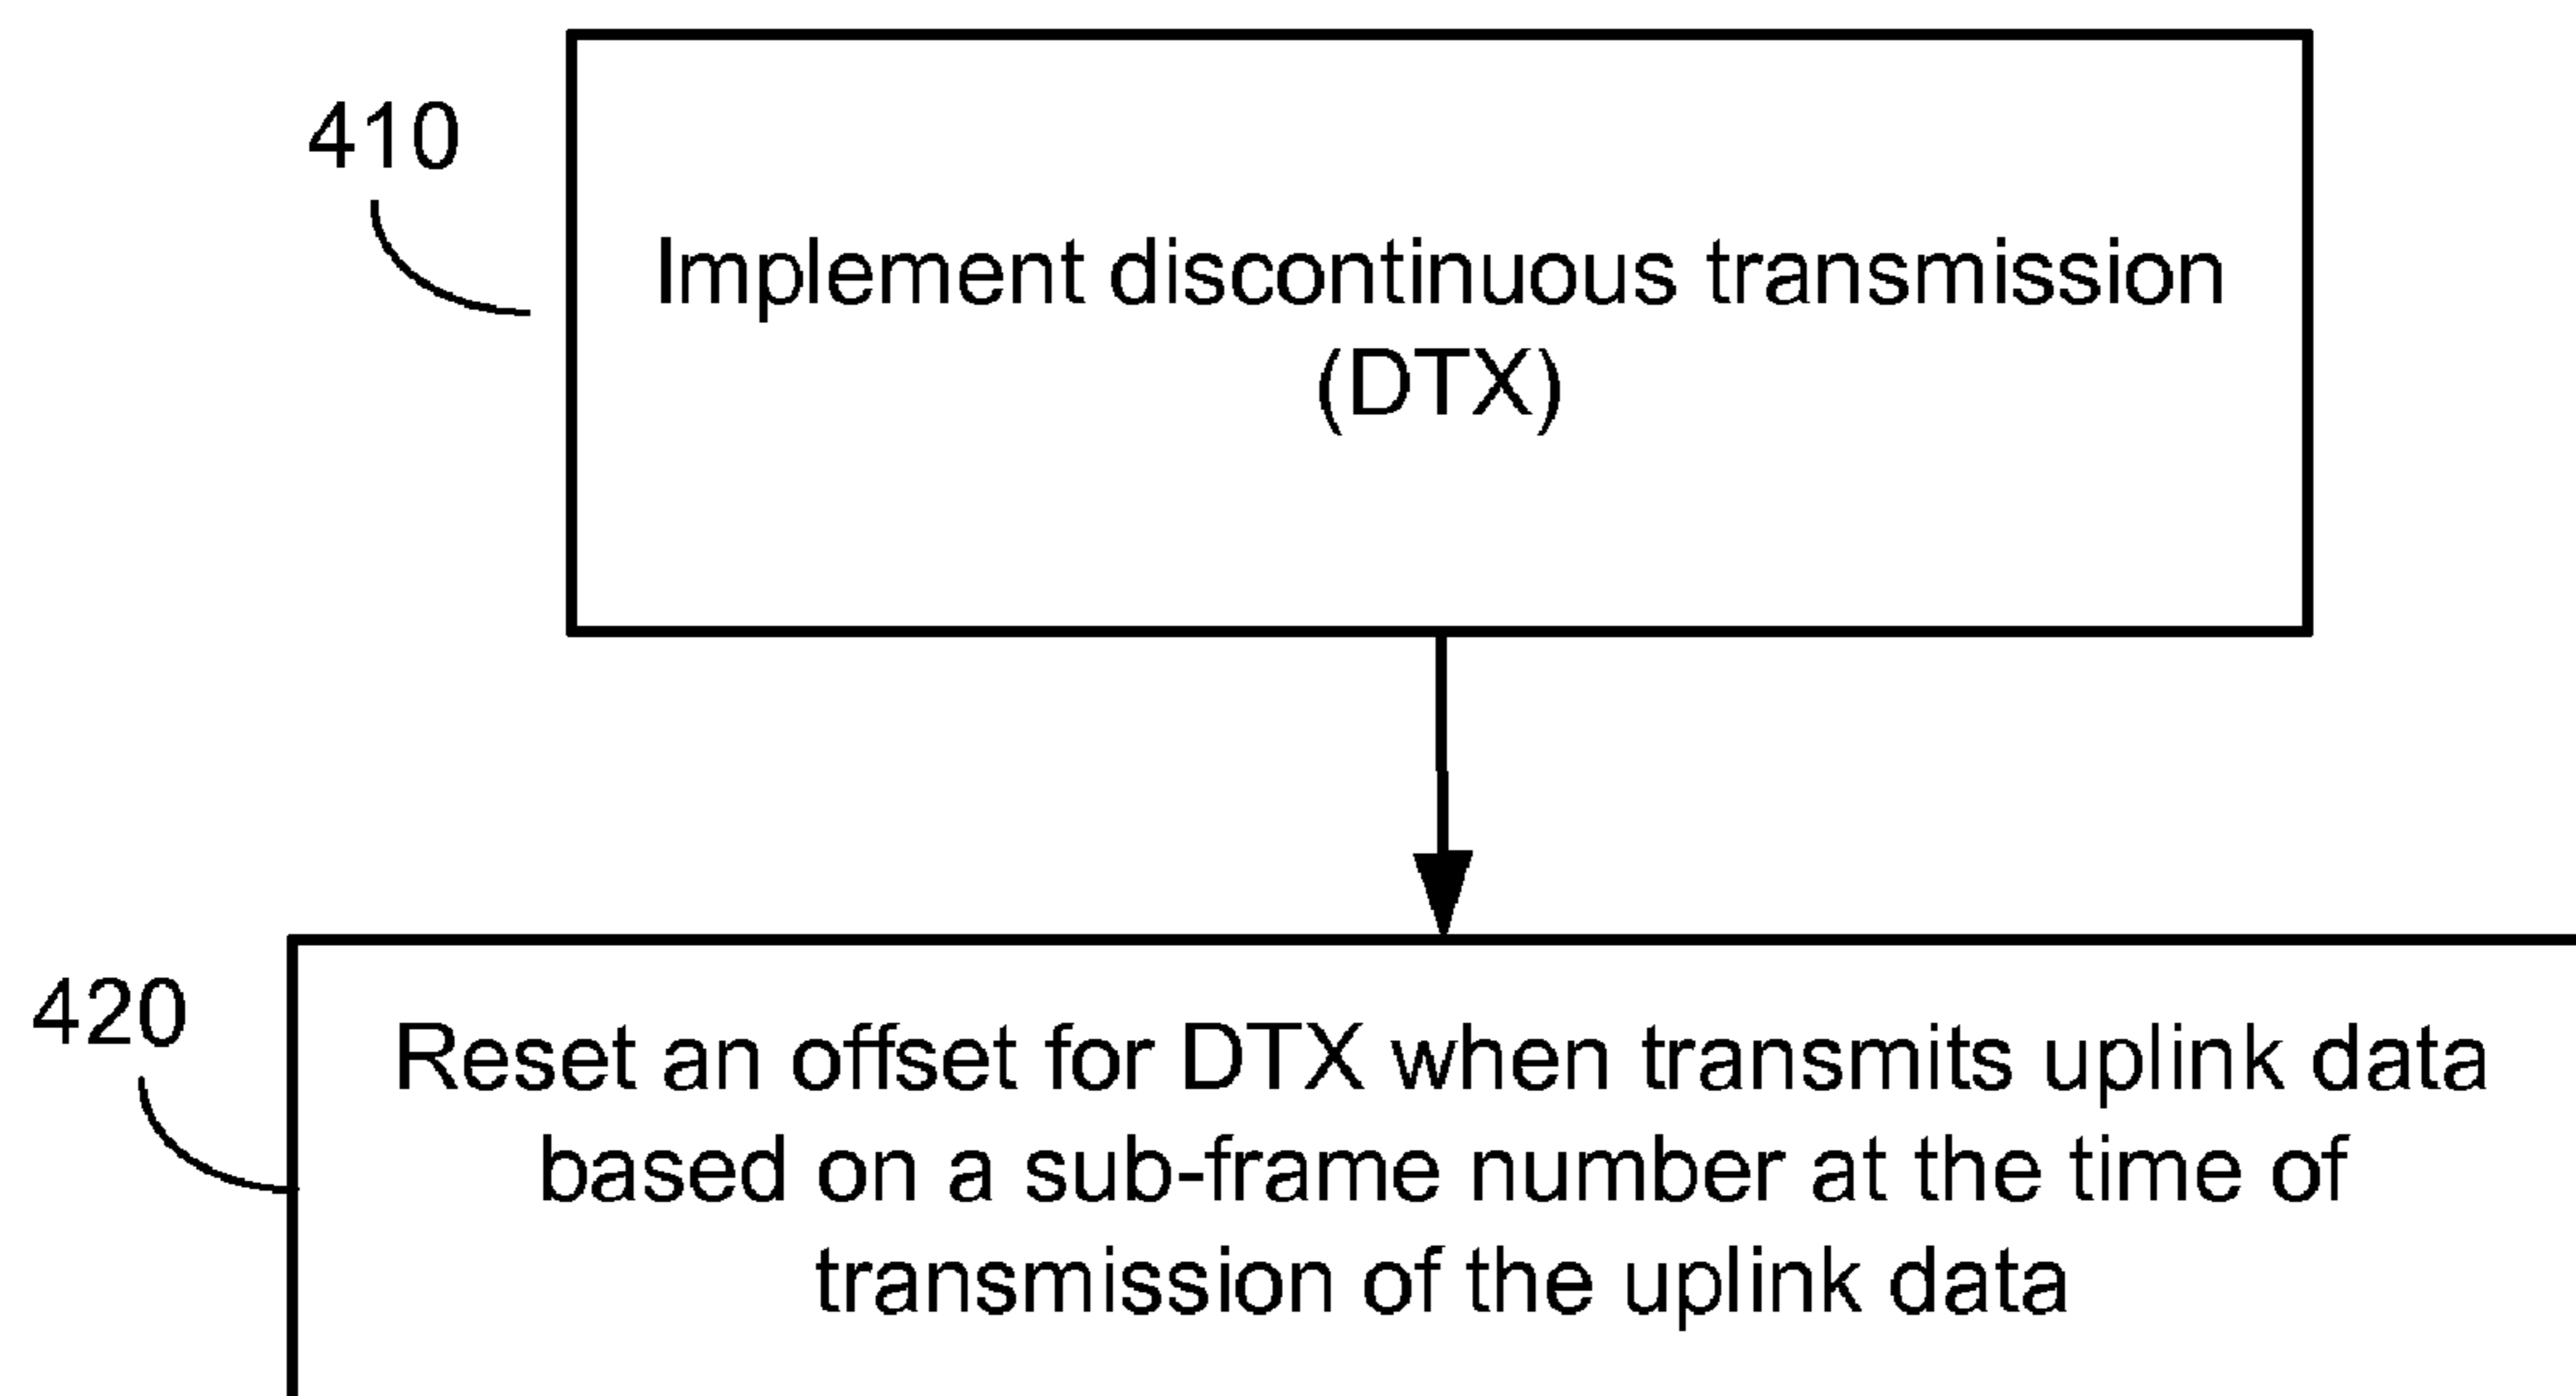 410
Implement discontinuous transmission
(DTX)
420
Reset an offset for DTX when transmits uplink data
based on a sub-frame number at the time of
transmission of the uplink data